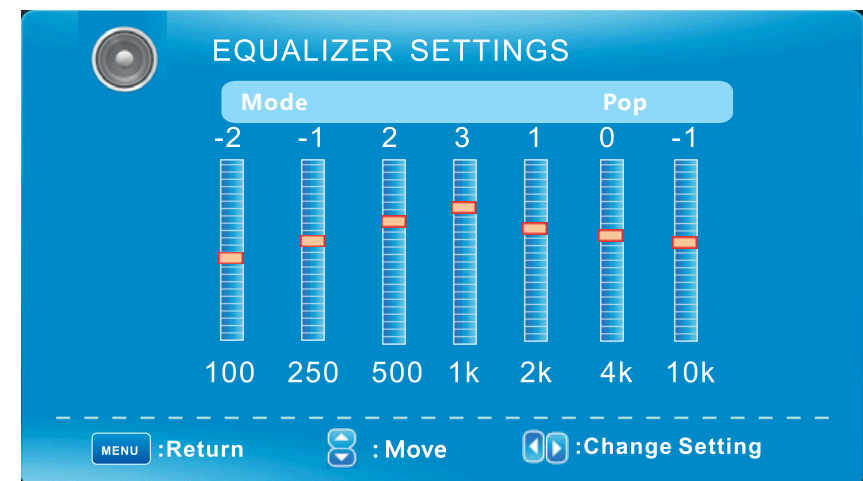 EQUALIZER SETTINGS
Mode Pop
-2 -1 2 3 1 0 -1
100 250 500 1k 2k 4k 10k
MENU :Return : Move :Change Setting